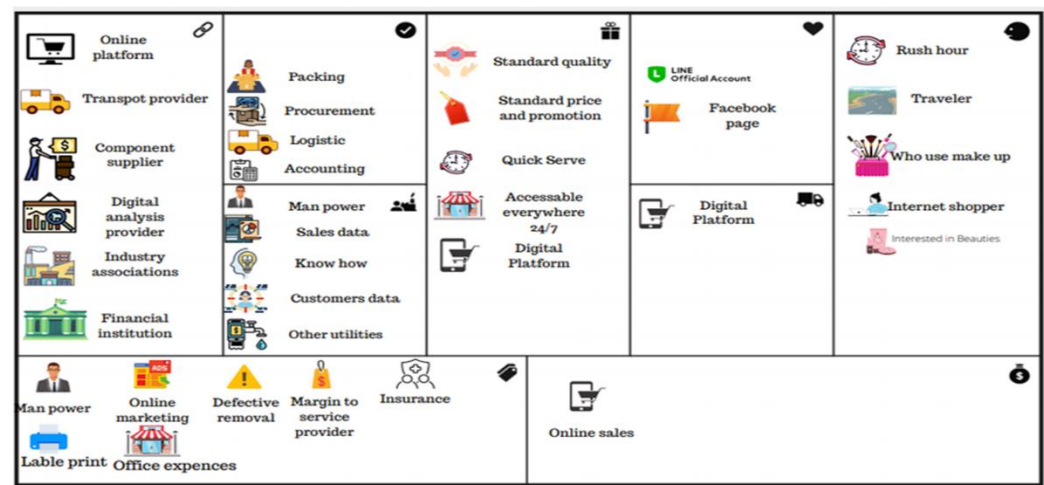 Online
platform
Transpot provider
Component
supplier
Digital
analysis
provider
Industry
associations
Financial
institution
Packing
Procurement
Logistic
Accounting
Man power
Sales data
Know how
Customers data
Other utilities
Standard quality
Standard price
and promotion
Quick Serve
Accessable
everywhere
24/7
Digital
Platform
L LINE
Official Account
Facebook
page
Digital
Platform
Rush hour
Traveler
Who use make up
Internet shopper
Interested in Beauties
Man power
ADS
Online
marketing
Defective
removal
Margin to
service
provider
Insurance
Lable print
Office expences
Online sales